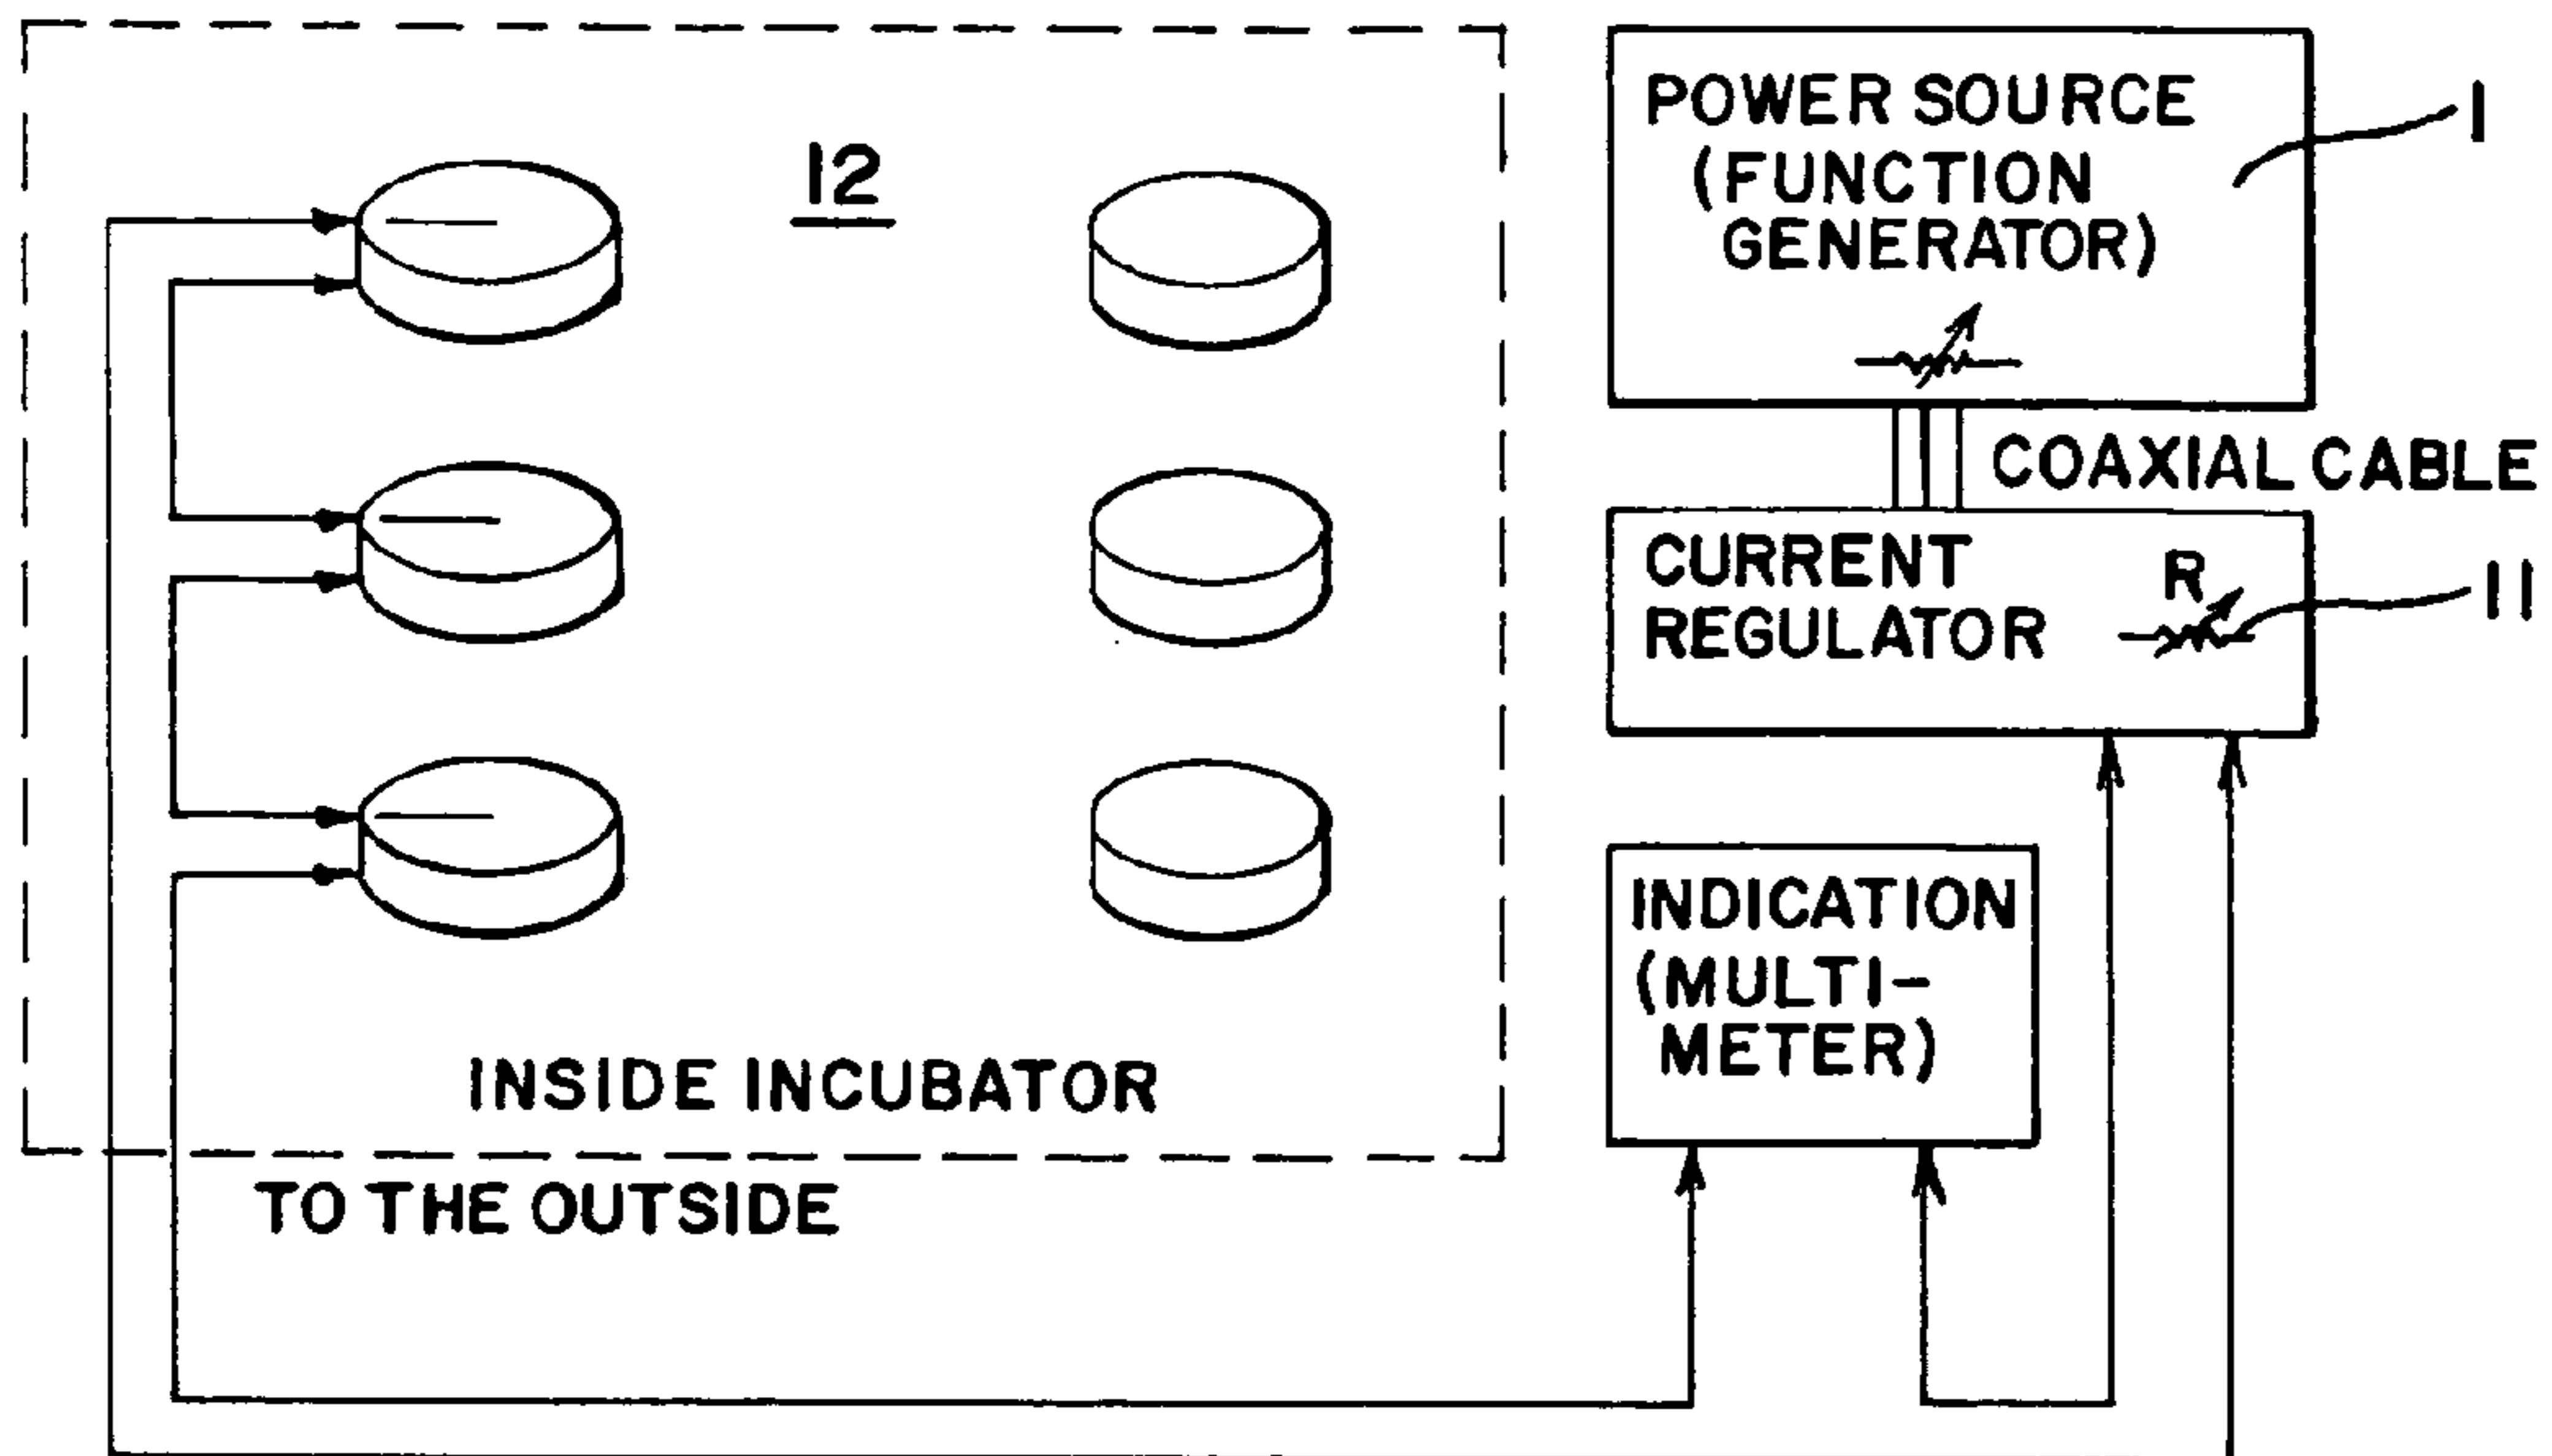 12
INSIDE INCUBATOR
TO THE OUTSIDE
POWER SOURCE
(FUNCTION
GENERATOR)
1
COAXIAL CABLE
CURRENT
REGULATOR
R
11
INDICATION
(MULTI-
METER)